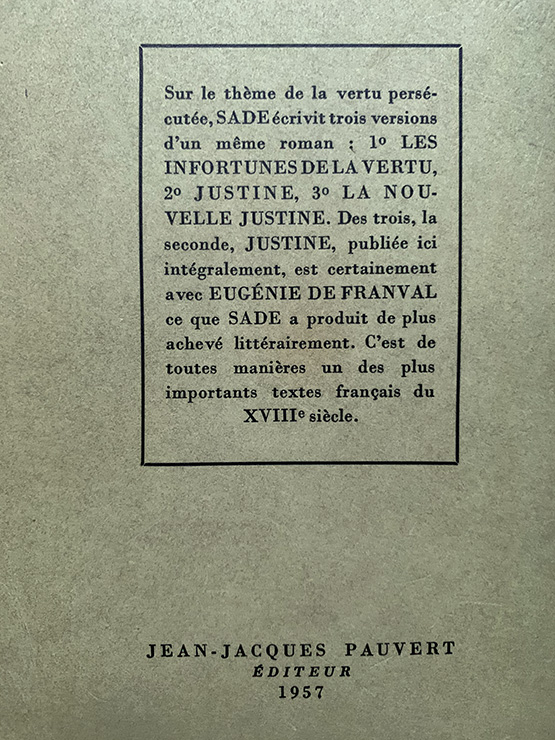 Sur le thème de la vertu persé-
cutée, SADE écrivit trois versions
d'un même roman : 1º LES
INFORTUNES DE LA VERTU,
2º JUSTINE, 3º LA NOU-
VELLE JUSTINE. Des trois, la
seconde, JUSTINE, publiée ici
intégralement, est certainement
avec EUGÉNIE DE FRANVAL
ce que SADE a produit de plus
achevé littérairement. C'est de
toutes manières un des plus
importants textes français du
XVIIIe siècle.
JEAN-JACQUES PAUVERT
ÉDITEUR
1957